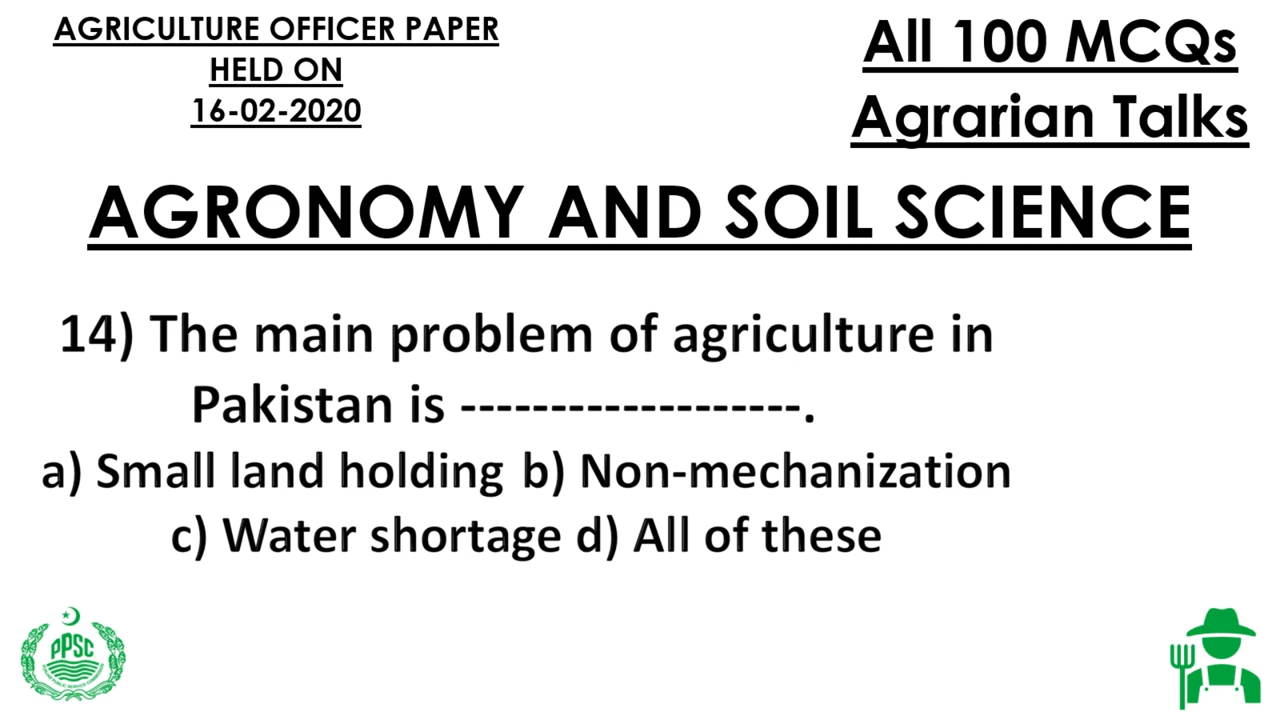 AGRICULTURE OFFICER PAPER
HELD ON
16-02-2020
All 100 MCQs
Agrarian Talks
AGRONOMY AND SOIL SCIENCE
14) The main problem of agriculture in
Pakistan is -------------------.
a) Small land holding b) Non-mechanization
c) Water shortage d) All of these
PPSC